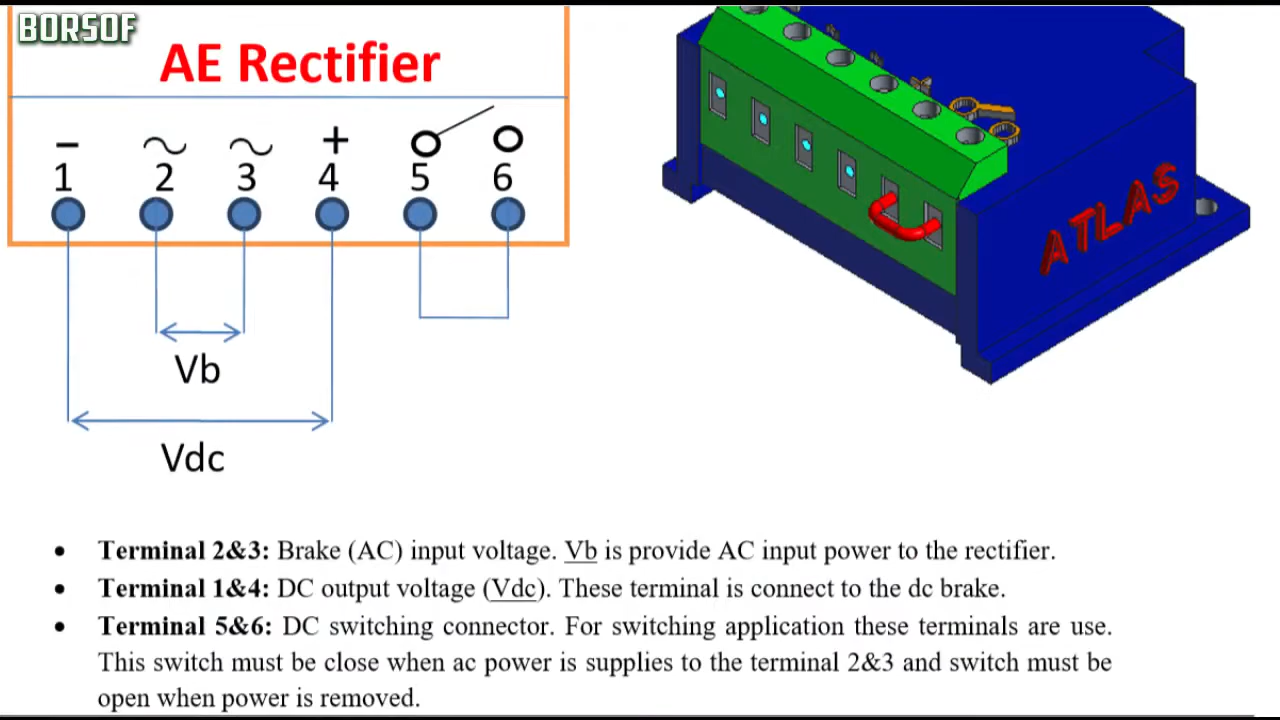 BORSOF
AE Rectifier
− ~ ~ + O O
1 2 3 4 5 6
Vb
Vdc
ATLAS
• Terminal 2&3: Brake (AC) input voltage. Vb is provide AC input power to the rectifier.
• Terminal 1&4: DC output voltage (Vdc). These terminal is connect to the dc brake.
• Terminal 5&6: DC switching connector. For switching application these terminals are use.
This switch must be close when ac power is supplies to the terminal 2&3 and switch must be
open when power is removed.